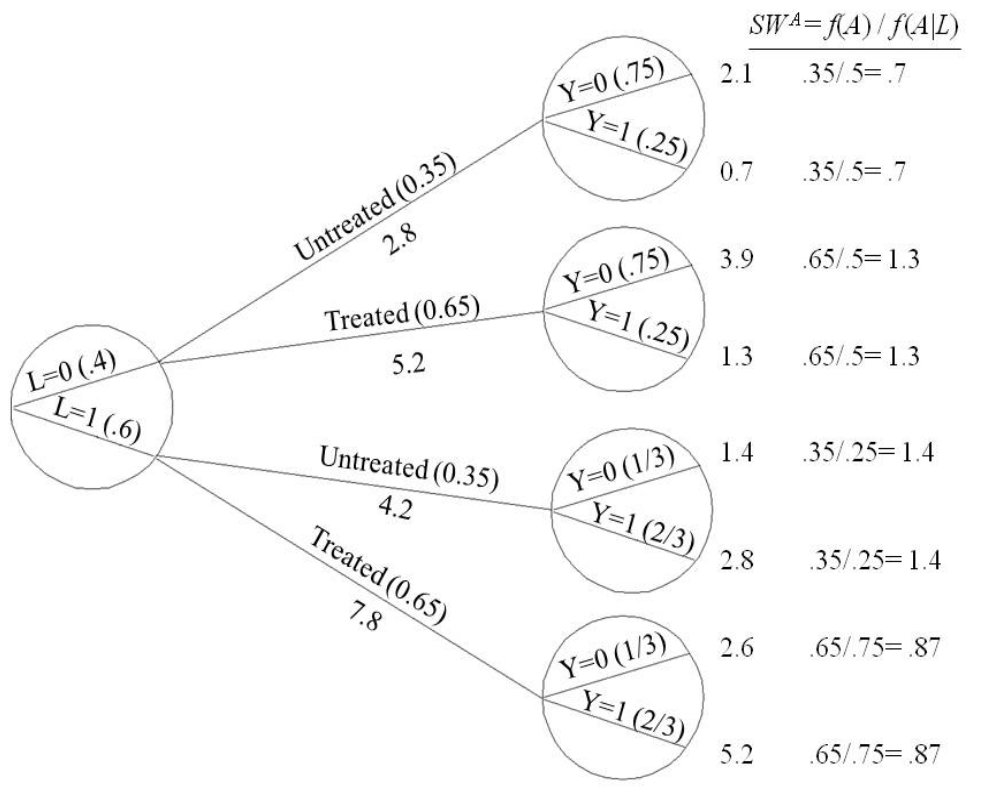 SW^A = f(A) / f(A|L)
Y=0 (.75)
2.1 .35/.5= .7
Y=1 (.25)
0.7 .35/.5= .7
Untreated (0.35)
2.8
Y=0 (.75)
3.9 .65/.5= 1.3
Y=1 (.25)
1.3 .65/.5= 1.3
Treated (0.65)
5.2
L=0 (.4)
L=1 (.6)
Untreated (0.35)
4.2
Y=0 (1/3)
1.4 .35/.25= 1.4
Y=1 (2/3)
2.8 .35/.25= 1.4
Treated (0.65)
7.8
Y=0 (1/3)
2.6 .65/.75= .87
Y=1 (2/3)
5.2 .65/.75= .87